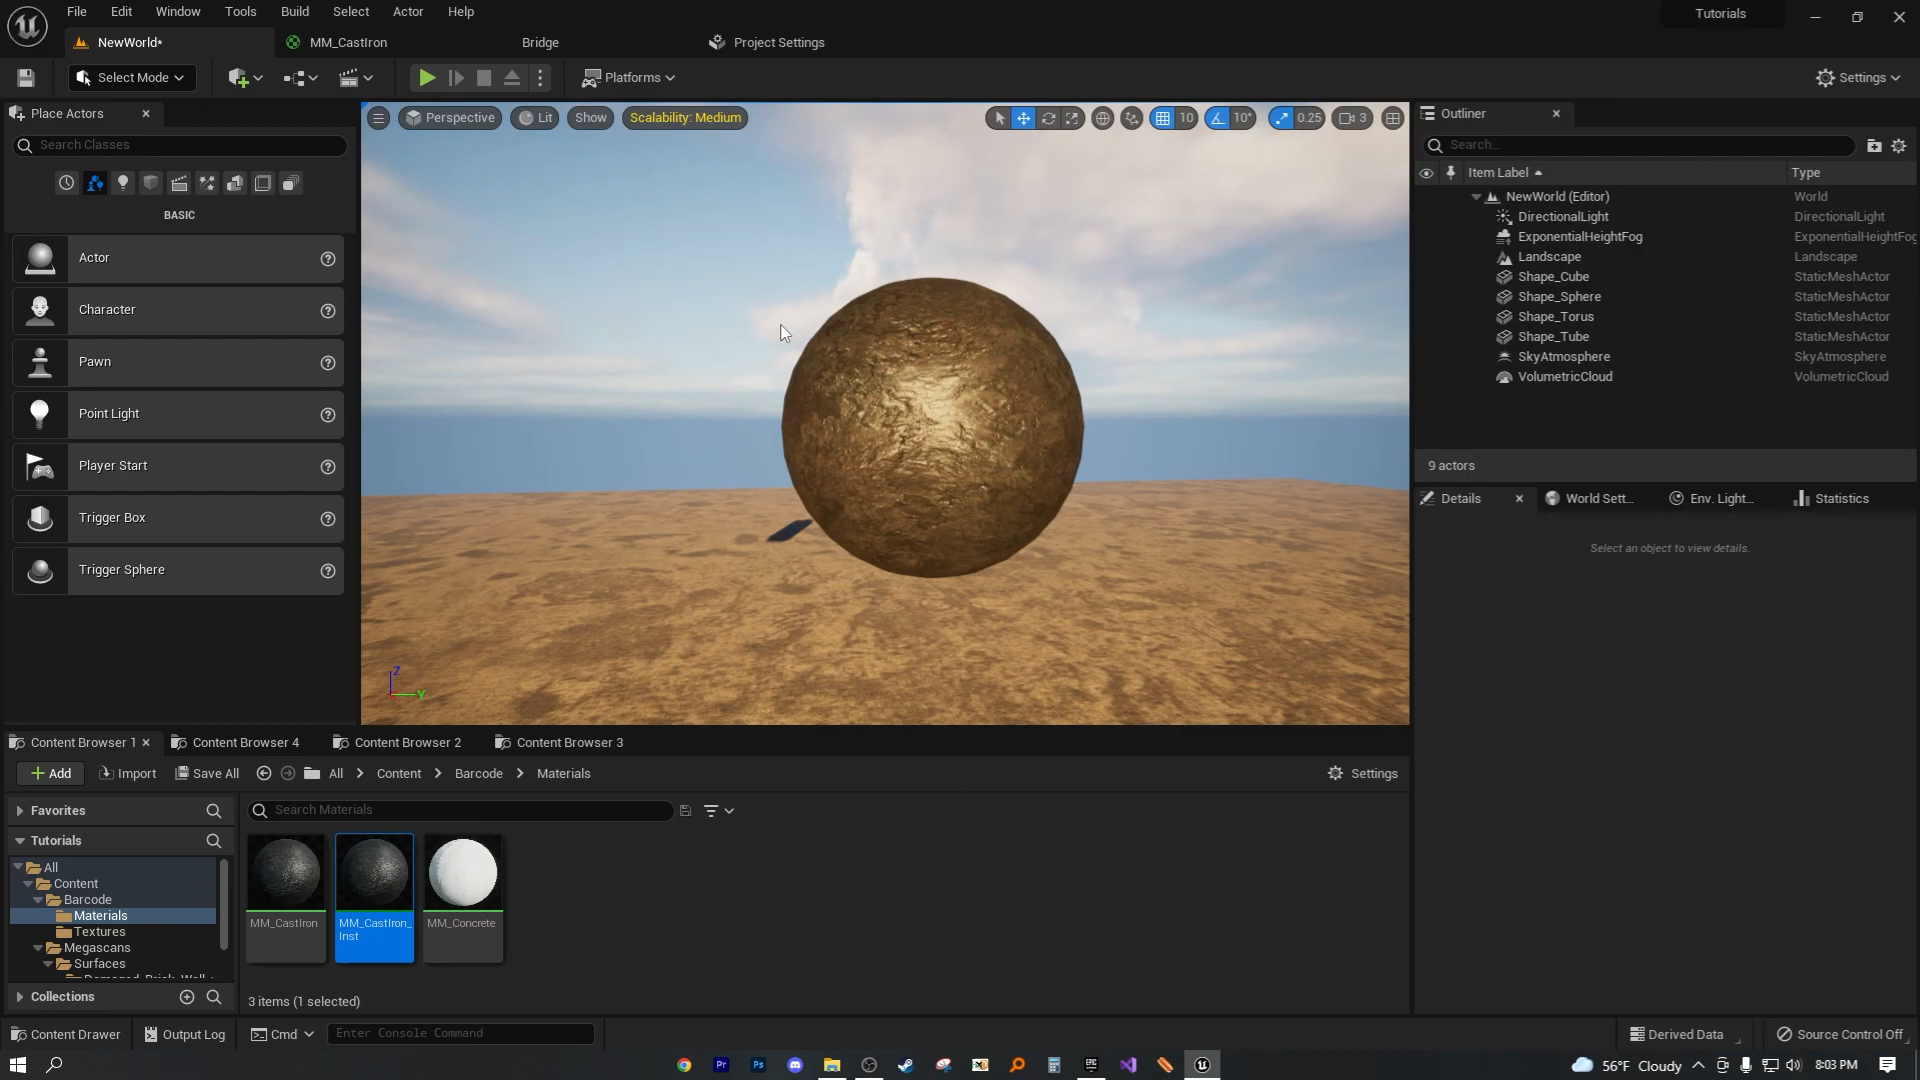 File Edit Window Tools Build Select Actor Help
Tutorials
NewWorld* MM_CastIron Bridge Project Settings
Select Mode Platforms Settings
Place Actors
Search Classes
BASIC
Actor
Character
Pawn
Point Light
Player Start
Trigger Box
Trigger Sphere
Perspective Lit Show Scalability: Medium 10 10° 0.25 3
Z
Y
Outliner
Search...
Item Label Type
NewWorld (Editor) World
DirectionalLight DirectionalLight
ExponentialHeightFog ExponentialHeightFog
Landscape Landscape
Shape_Cube StaticMeshActor
Shape_Sphere StaticMeshActor
Shape_Torus StaticMeshActor
Shape_Tube StaticMeshActor
SkyAtmosphere SkyAtmosphere
VolumetricCloud VolumetricCloud
9 actors
Details World Sett... Env. Light... Statistics
Select an object to view details.
Content Browser 1 Content Browser 4 Content Browser 2 Content Browser 3
Add Import Save All All Content Barcode Materials Settings
Favorites
Tutorials
All
Content
Barcode
Materials
Textures
Megascans
Surfaces
Collections
Search Materials
MM_CastIron
MM_CastIron_
Inst
MM_Concrete
3 items (1 selected)
Content Drawer Output Log Cmd Enter Console Command Derived Data Source Control Off
Pr Ps EPIC
56°F Cloudy 8:03 PM